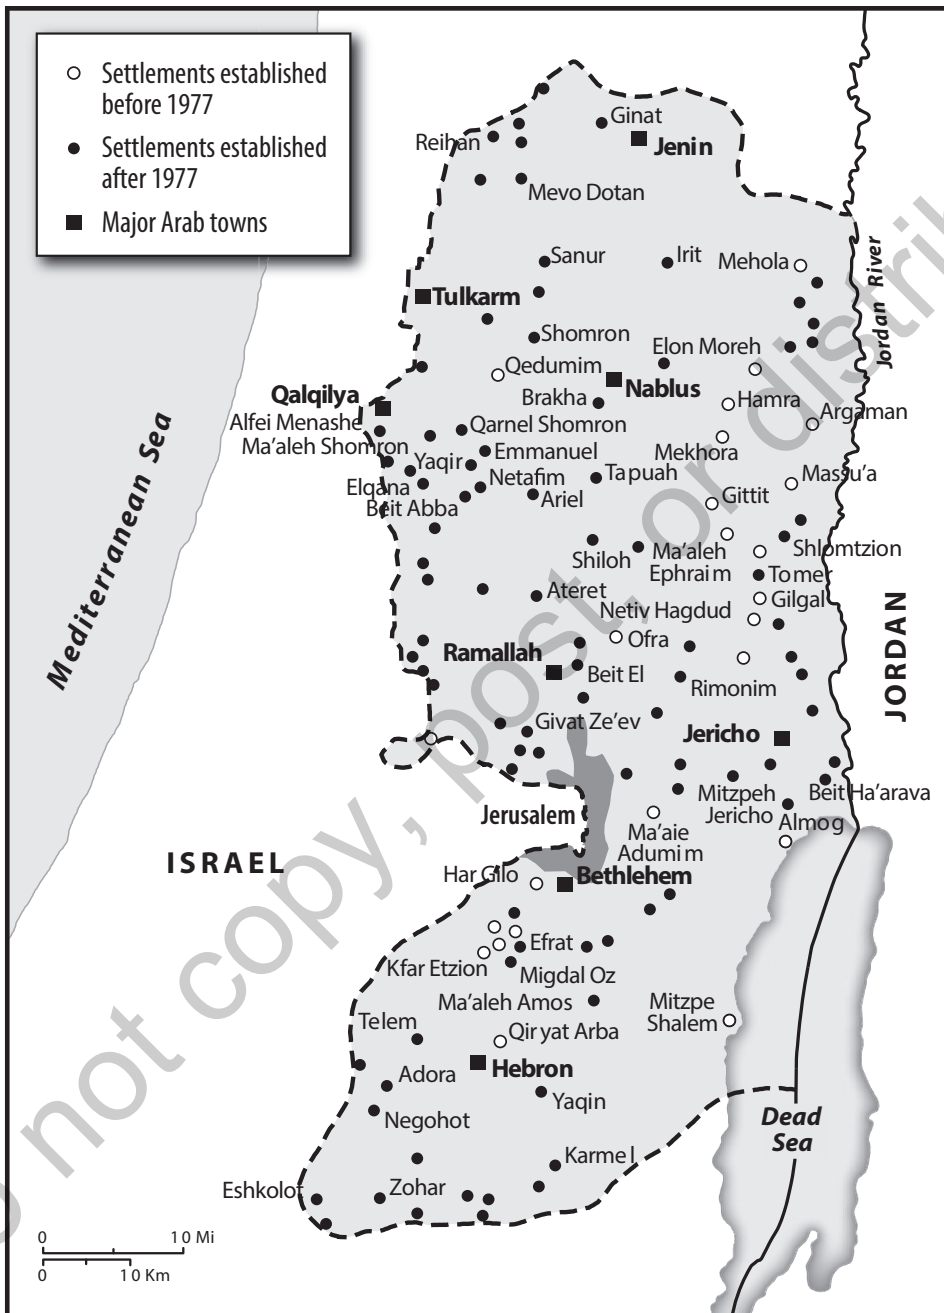 Settlements established
before 1977
Settlements established
after 1977
Major Arab towns
Ginat
Reihan
Jenin
Mevo Dotan
Sanur
Irit
Mehola
Jordan River
Tulkarm
Shomron
Elon Moreh
Qedumim
Nablus
Qalqilya
Brakha
Hamra
Argaman
Alfei Menashe
Qarnel Shomron
Ma'aleh Shomron
Mekhora
Emmanuel
Yaqir
Tapuah
Massu'a
Netafim
Elqana
Ariel
Gittit
Beit Abba
Mediterranean Sea
Shiloh
Ma'aleh
Ephraim
Shlomtzion
Tomer
Ateret
Gilgal
Netiv Hagdud
Ofra
JORDAN
Ramallah
Beit El
Rimonim
Givat Ze'ev
Jericho
Mitzpeh
Jericho
Beit Ha'arava
Jerusalem
Almog
Ma'aie
Adumim
ISRAEL
Har Gilo
Bethlehem
Efrat
Kfar Etzion
Migdal Oz
Ma'aleh Amos
Mitzpe
Shalem
Telem
Qiryat Arba
Hebron
Adora
Yaqin
Negohot
Dead
Sea
Karmel
Zohar
Eshkolot
0 10 Mi
0 10 Km
not copy, post, or distrib